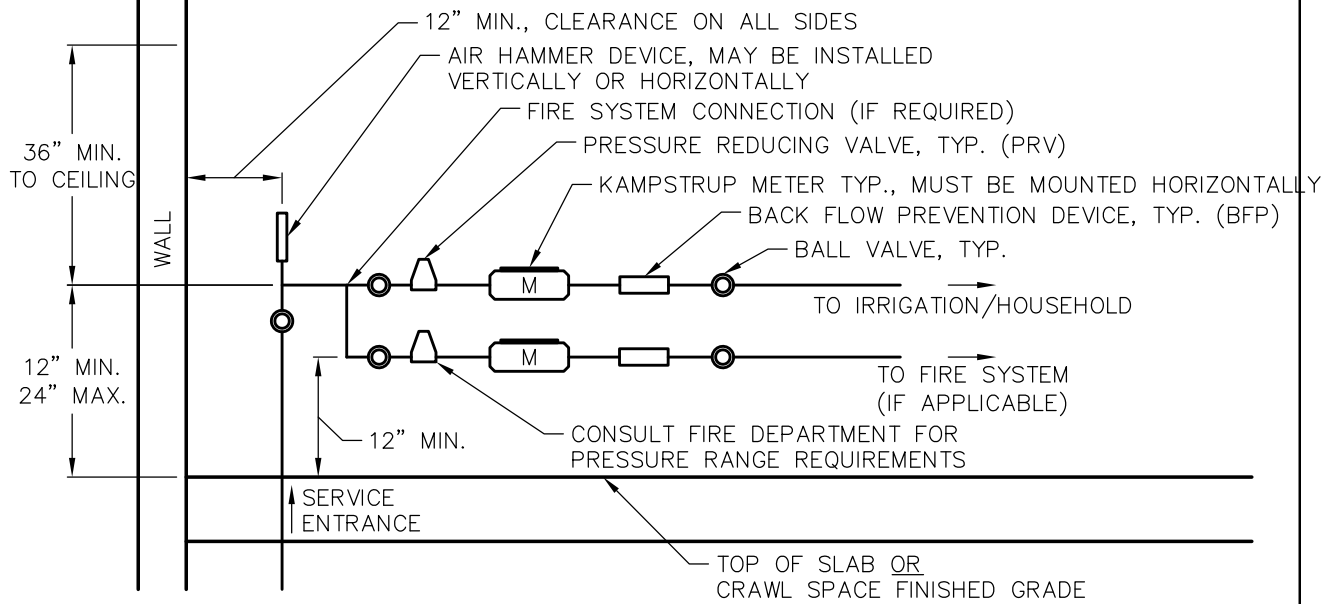 12” MIN., CLEARANCE ON ALL SIDES
AIR HAMMER DEVICE, MAY BE INSTALLED
VERTICALLY OR HORIZONTALLY
FIRE SYSTEM CONNECTION (IF REQUIRED)
PRESSURE REDUCING VALVE, TYP. (PRV)
KAMPSTRUP METER TYP., MUST BE MOUNTED HORIZONTALLY
BACK FLOW PREVENTION DEVICE, TYP. (BFP)
BALL VALVE, TYP.
36” MIN.
TO CEILING
WALL
M
TO IRRIGATION/HOUSEHOLD
M
TO FIRE SYSTEM
(IF APPLICABLE)
12” MIN.
24” MAX.
12” MIN.
CONSULT FIRE DEPARTMENT FOR
PRESSURE RANGE REQUIREMENTS
SERVICE
ENTRANCE
TOP OF SLAB OR
CRAWL SPACE FINISHED GRADE